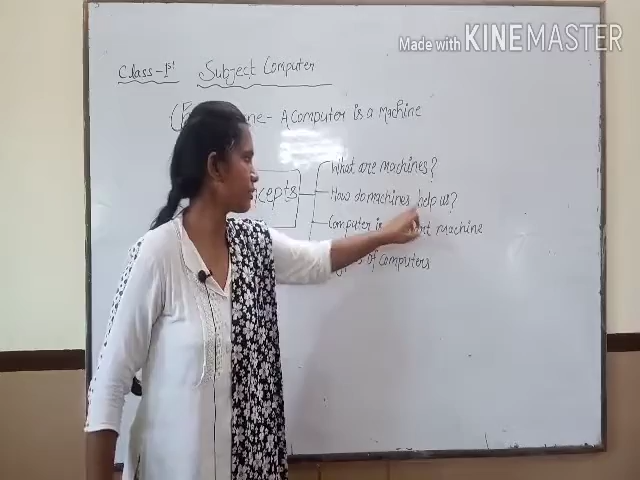 Made with KINEMASTER
Class-1st Subject Computer
A Computer is a Machine
What are machines?
How do machines help us?
Computer is machine
of Computers